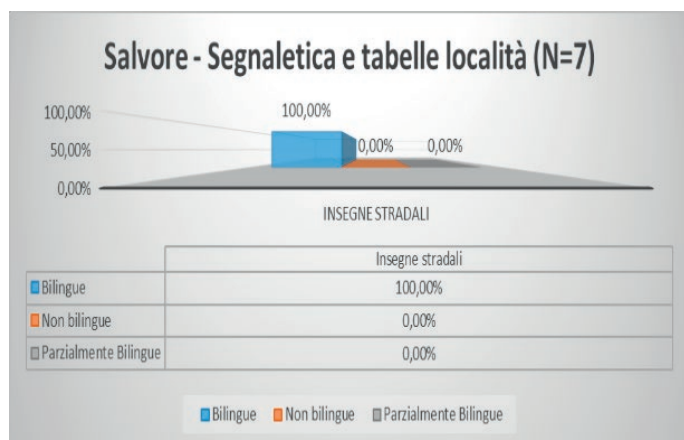 Salvore - Segnaletica e tabelle località (N=7)
100,00%
100,00%
50,00%
0,00% 0,00%
0,00%
INSEGNE STRADALI
Insegne stradali
Bilingue 100,00%
Non bilingue 0,00%
Parzialmente Bilingue 0,00%
Bilingue Non bilingue Parzialmente Bilingue